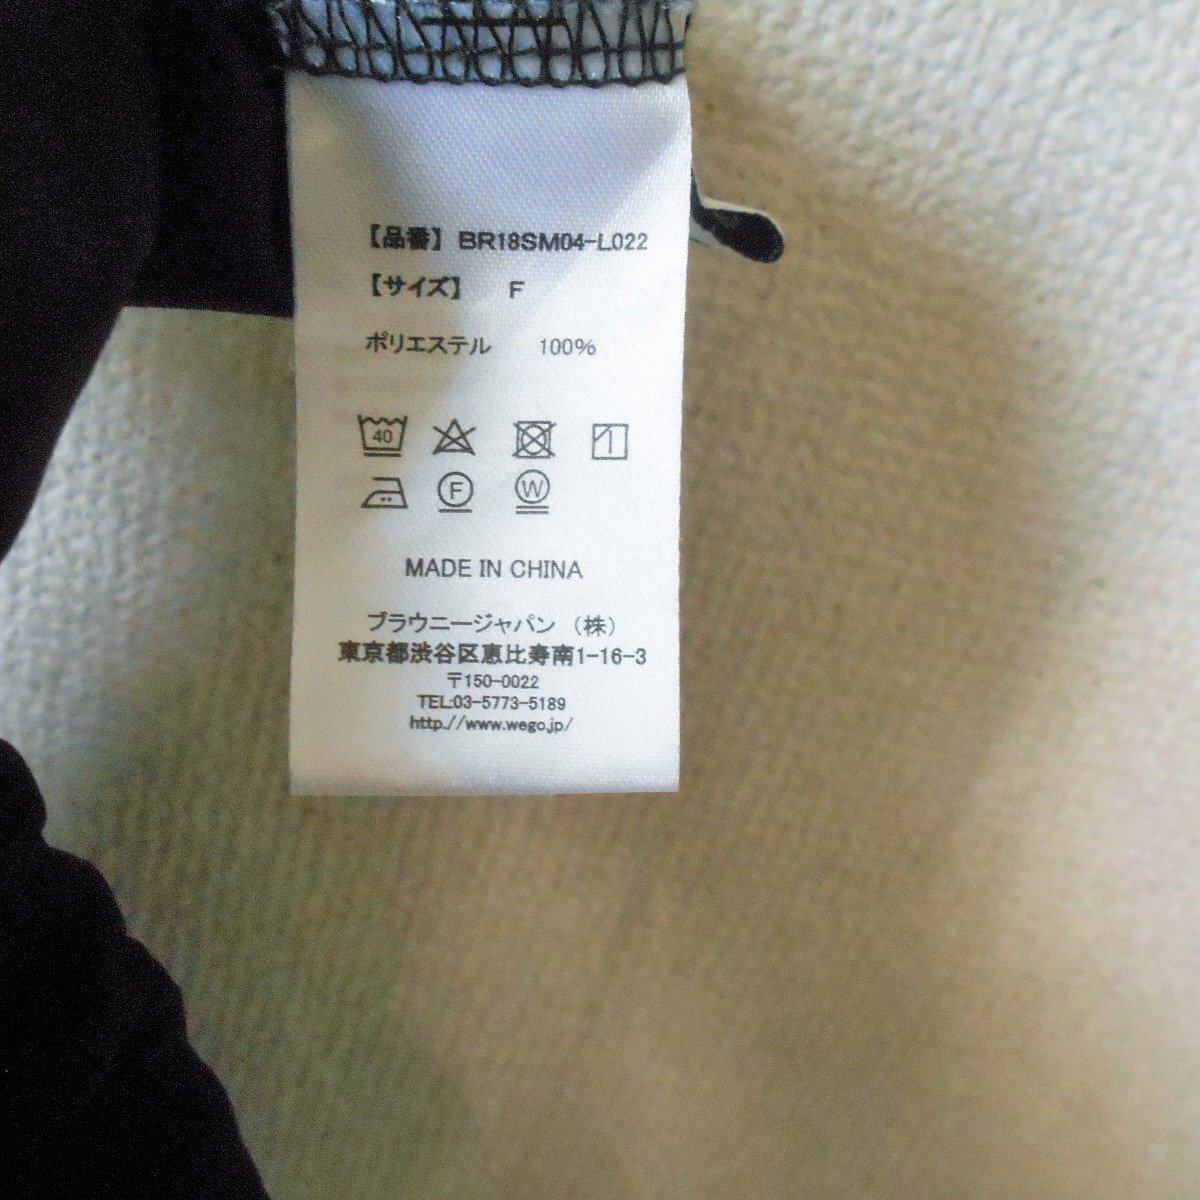 【品番】 BR18SM04-L022
【サイズ】 F
ポリエステル 100%
40
F W
MADE IN CHINA
ブラウニージャパン（株）
東京都渋谷区恵比寿南1-16-3
〒150-0022
TEL:03-5773-5189
http://www.wego.jp/